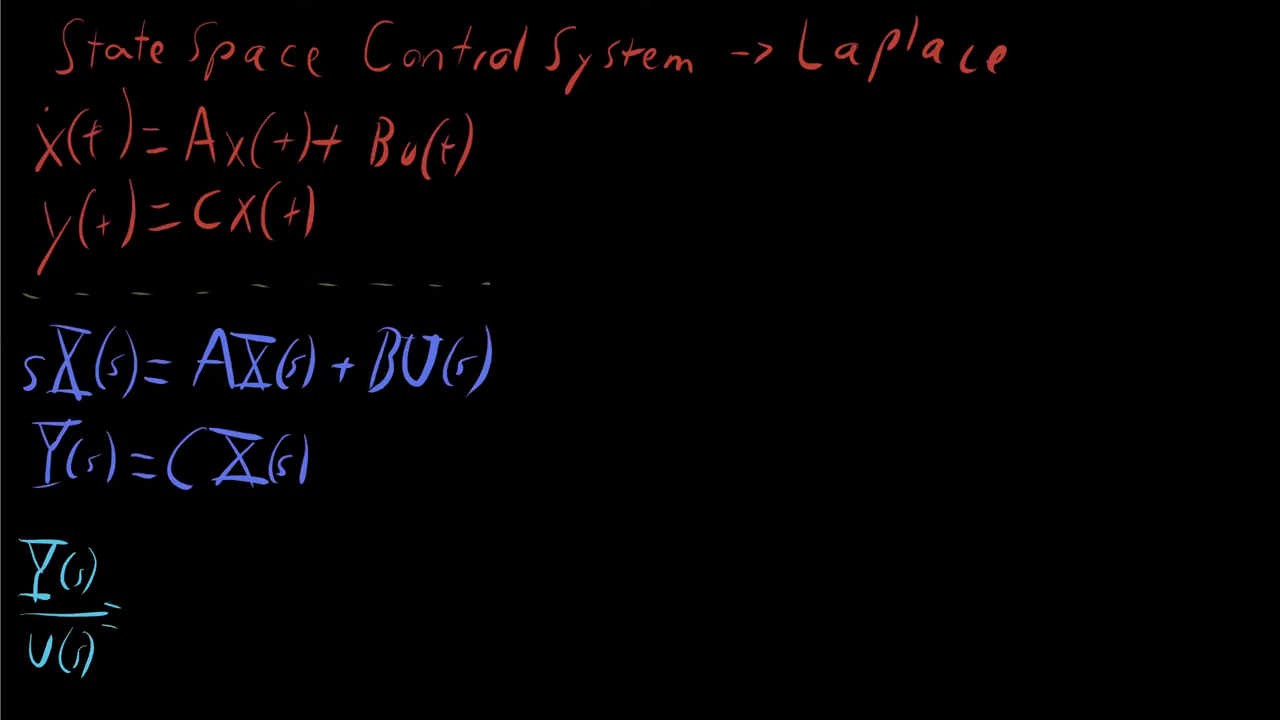 State Space Control System -> Laplace
ẋ(t) = Ax(t) + Bu(t)
y(t) = Cx(t)
sX(s) = AX(s) + BU(s)
Y(s) = CX(s)
Y(s)
=
U(s)